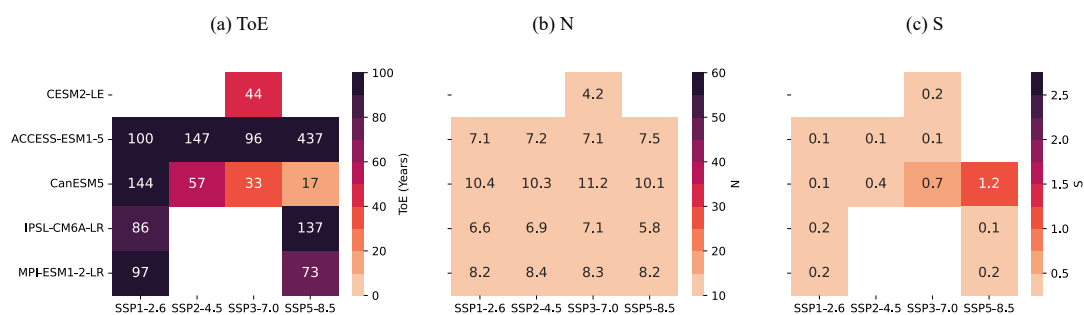 (a) ToE
(b) N
(c) S
CESM2-LE
ACCESS-ESM1-5
CanESM5
IPSL-CM6A-LR
MPI-ESM1-2-LR
44
100 147 96 437
144 57 33 17
86 137
97 73
SSP1-2.6 SSP2-4.5 SSP3-7.0 SSP5-8.5
100
80
60
40
20
0
ToE (Years)
4.2
7.1 7.2 7.1 7.5
10.4 10.3 11.2 10.1
6.6 6.9 7.1 5.8
8.2 8.4 8.3 8.2
SSP1-2.6 SSP2-4.5 SSP3-7.0 SSP5-8.5
60
50
40
30
20
10
N
0.2
0.1 0.1 0.1
0.1 0.4 0.7 1.2
0.2 0.1
0.2 0.2
SSP1-2.6 SSP2-4.5 SSP3-7.0 SSP5-8.5
2.5
2.0
1.5
1.0
0.5
S